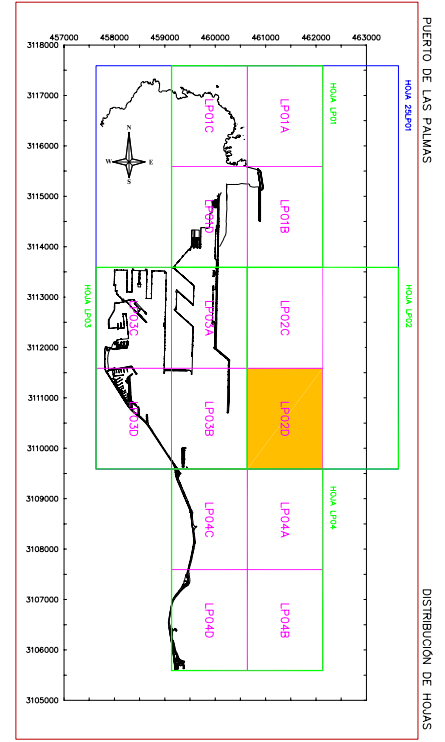 PUERTO DE LAS PALMAS
DISTRIBUCIÓN DE HOJAS
457000
458000
459000
460000
461000
462000
463000
3118000
3117000
3116000
3115000
3114000
3113000
3112000
3111000
3110000
3109000
3108000
3107000
3106000
3105000
HOJA 25LP01
HOJA LP01
HOJA LP02
HOJA LP03
HOJA LP04
LP01A
LP01C
LP01B
LP01D
LP02C
LP03A
LP03C
LP02D
LP03B
LP03D
LP04A
LP04C
LP04B
LP04D
N
W
E
S